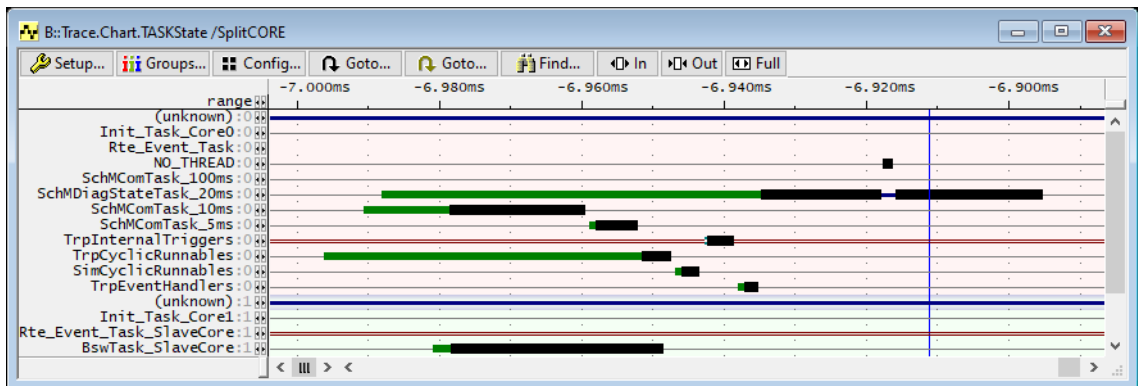 B::Trace.Chart.TASKState /SplitCORE
Setup... Groups... Config... Goto... Goto... Find... In Out Full
-7.000ms -6.980ms -6.960ms -6.940ms -6.920ms -6.900ms
range
(unknown):0
Init_Task_Core0:0
Rte_Event_Task:0
NO_THREAD:0
SchMComTask_100ms:0
SchMDiagStateTask_20ms:0
SchMComTask_10ms:0
SchMComTask_5ms:0
TrpInternalTriggers:0
TrpCyclicRunnables:0
SimCyclicRunnables:0
TrpEventHandlers:0
(unknown):1
Init_Task_Core1:1
Rte_Event_Task_SlaveCore:1
BswTask_SlaveCore:1